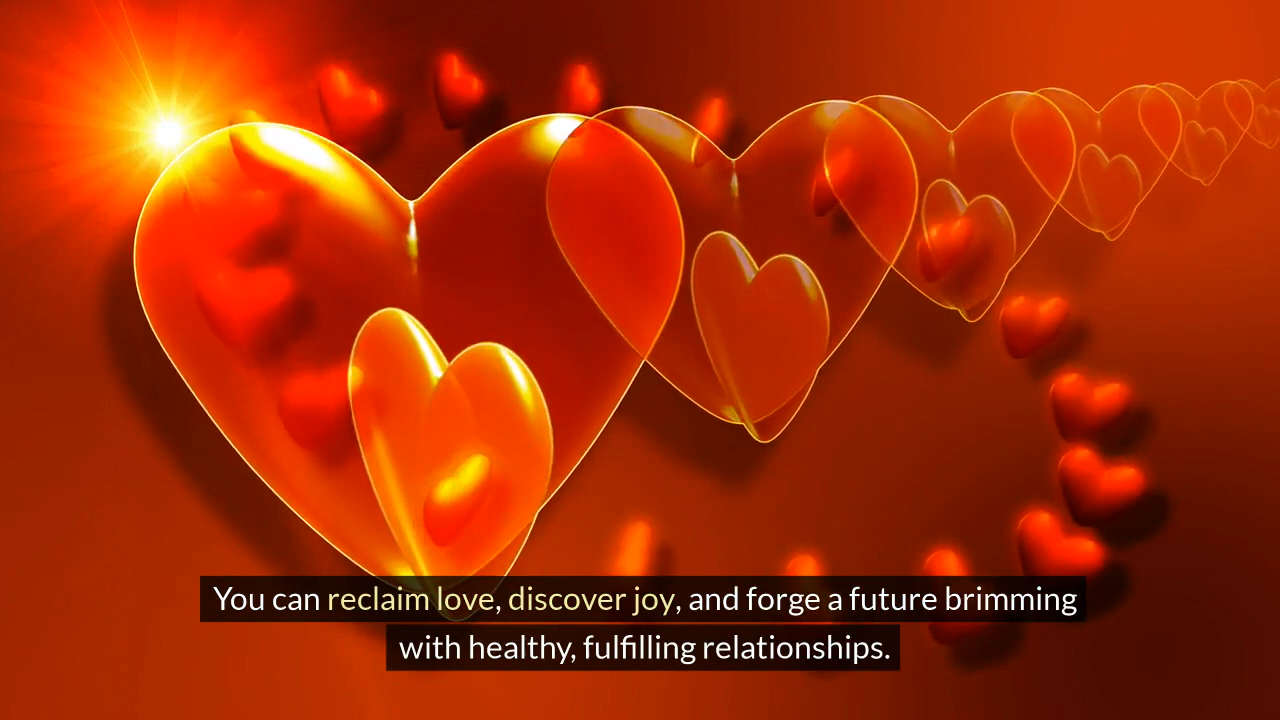 You can reclaim love, discover joy, and forge a future brimming
with healthy, fulfilling relationships.